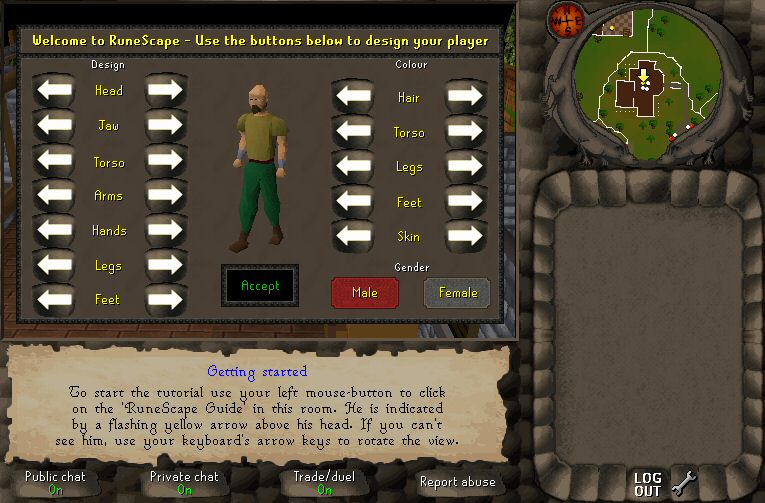 Welcome to RuneScape - Use the buttons below to design your player
Design
Head
Jaw
Torso
Arms
Hands
Legs
Feet
Colour
Hair
Torso
Legs
Feet
Skin
Gender
Male
Female
Accept
N
W E
S
Getting started
To start the tutorial use your left mouse-button to click
on the 'RuneScape Guide' in this room. He is indicated
by a flashing yellow arrow above his head. If you can't
see him, use your keyboard's arrow keys to rotate the view.
Public chat
On
Private chat
On
Trade/duel
On
Report abuse
LOG
OUT